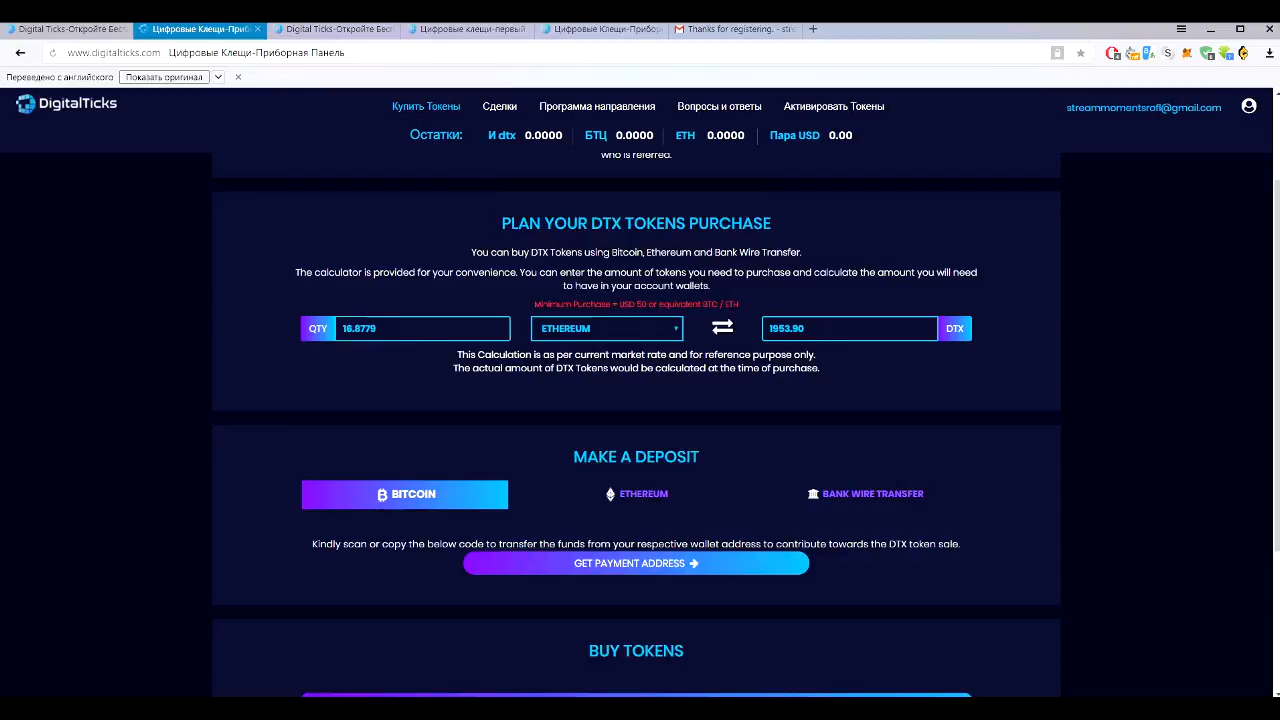 Digital Ticks-Откройте Бесп
Цифровые Клещи-Приб
Digital Ticks-Откройте Бесп
Цифровые клещи-первый
Цифровые Клещи-Прибор
Thanks for registering. - stre
www.digitalticks.com Цифровые Клещи-Приборная Панель
Переведено с английского Показать оригинал
DigitalTicks
Купить Токены Сделки Программа направления Вопросы и ответы Активировать Токены
streammomentsrofl@gmail.com
Остатки: И dtx 0.0000 БТЦ 0.0000 ETH 0.0000 Пара USD 0.00
who is referred.
PLAN YOUR DTX TOKENS PURCHASE
You can buy DTX Tokens using Bitcoin, Ethereum and Bank Wire Transfer.
The calculator is provided for your convenience. You can enter the amount of tokens you need to purchase and calculate the amount you will need
to have in your account wallets.
Minimum Purchase = USD 50 or equivalent BTC / ETH
QTY 16.8779 ETHEREUM 1953.90 DTX
This Calculation is as per current market rate and for reference purpose only.
The actual amount of DTX Tokens would be calculated at the time of purchase.
MAKE A DEPOSIT
BITCOIN ETHEREUM BANK WIRE TRANSFER
Kindly scan or copy the below code to transfer the funds from your respective wallet address to contribute towards the DTX token sale.
GET PAYMENT ADDRESS
BUY TOKENS